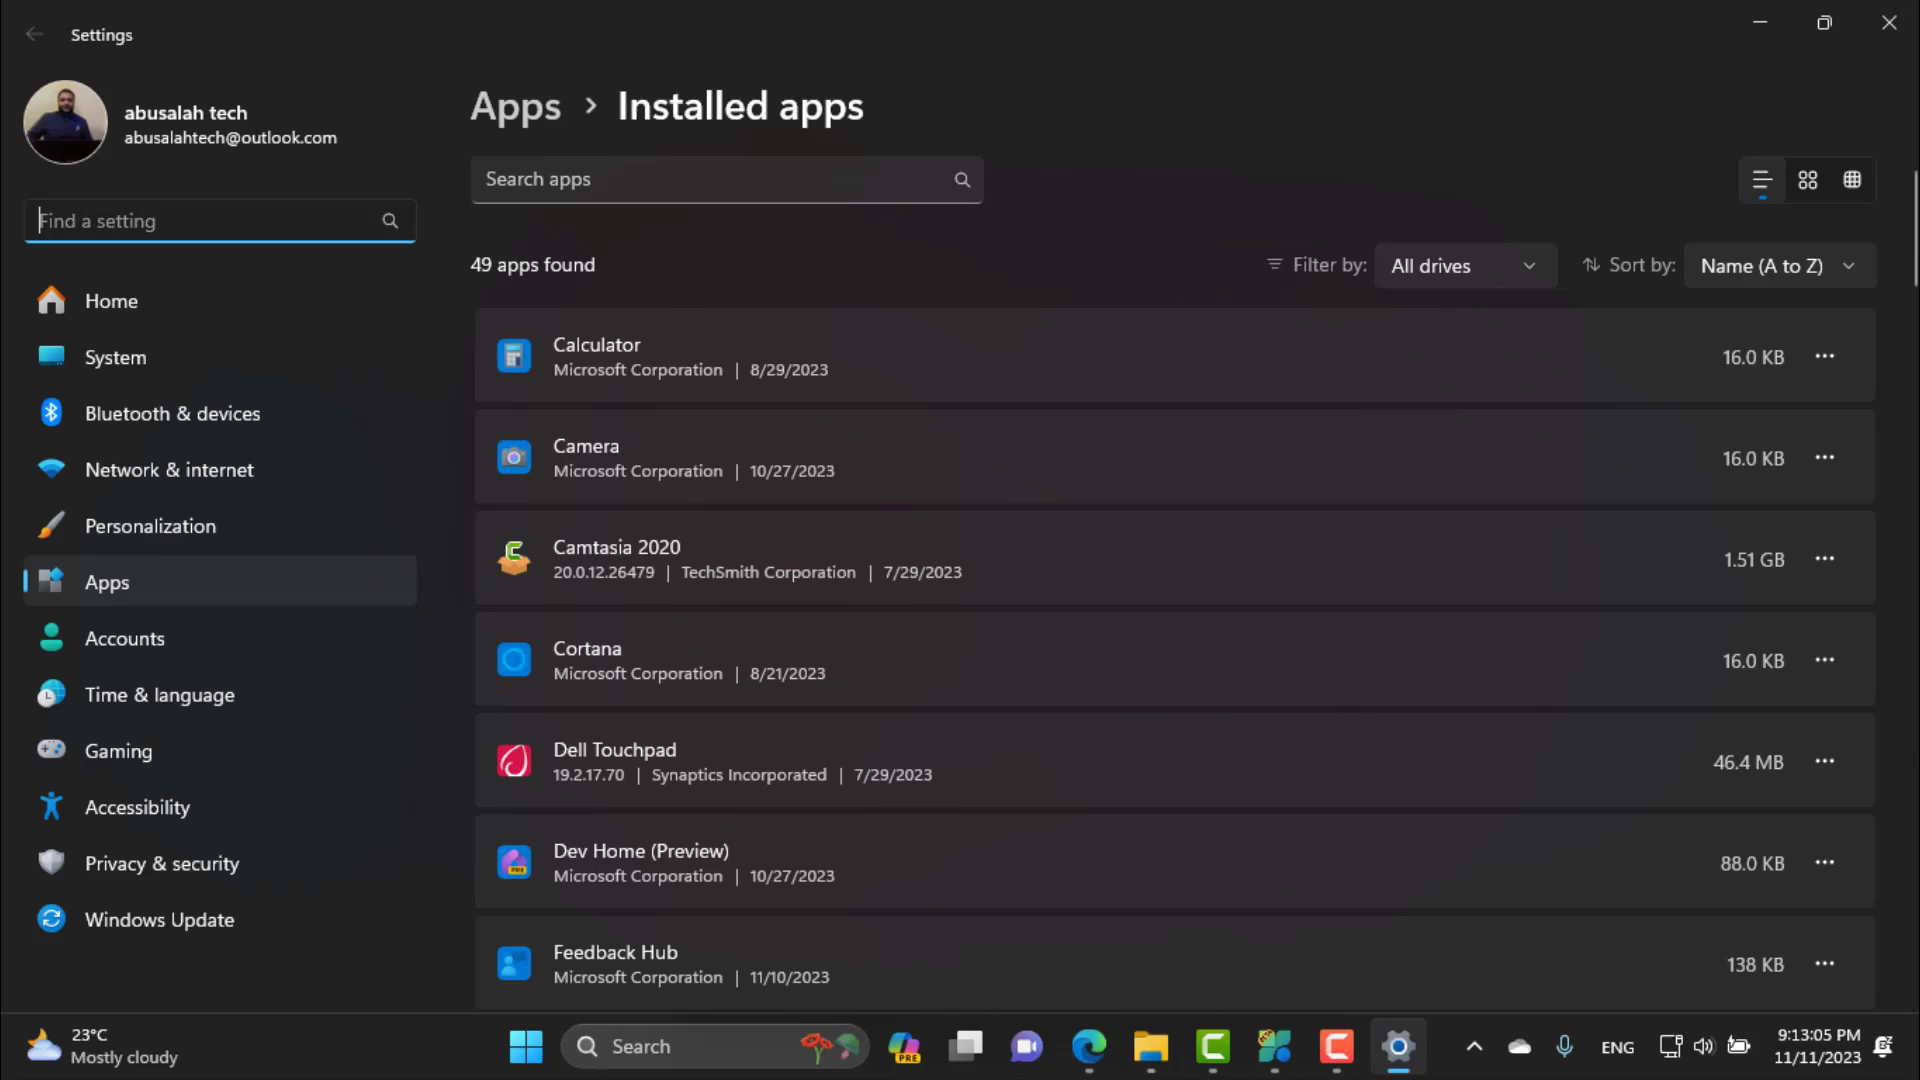 Settings
abusalah tech
abusalahtech@outlook.com
Find a setting
Home
System
Bluetooth & devices
Network & internet
Personalization
Apps
Accounts
Time & language
Gaming
Accessibility
Privacy & security
Windows Update
Apps > Installed apps
Search apps
49 apps found
Filter by: All drives
Sort by: Name (A to Z)
Calculator
Microsoft Corporation | 8/29/2023
16.0 KB
Camera
Microsoft Corporation | 10/27/2023
16.0 KB
Camtasia 2020
20.0.12.26479 | TechSmith Corporation | 7/29/2023
1.51 GB
Cortana
Microsoft Corporation | 8/21/2023
16.0 KB
Dell Touchpad
19.2.17.70 | Synaptics Incorporated | 7/29/2023
46.4 MB
Dev Home (Preview)
Microsoft Corporation | 10/27/2023
88.0 KB
Feedback Hub
Microsoft Corporation | 11/10/2023
138 KB
23°C
Mostly cloudy
Search
PRE
ENG
9:13:05 PM
11/11/2023